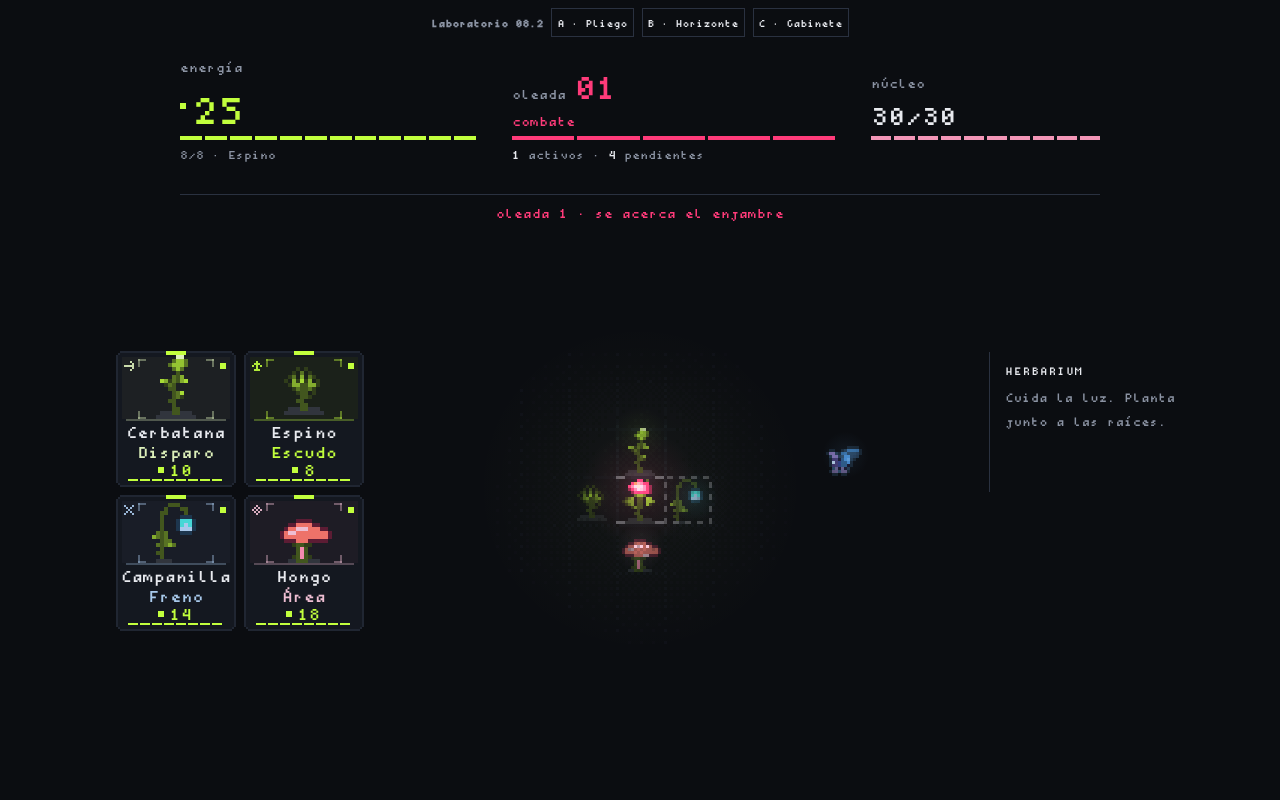 Laboratorio 08.2 A · Pliego B · Horizonte C · Gabinete
energía
25
8/8 · Espino
oleada 01
combate
1 activos · 4 pendientes
núcleo
30/30
oleada 1 · se acerca el enjambre
Cerbatana
Disparo
10
Espino
Escudo
8
Campanilla
Freno
14
Hongo
Área
18
HERBARIUM
Cuida la luz. Planta
junto a las raíces.